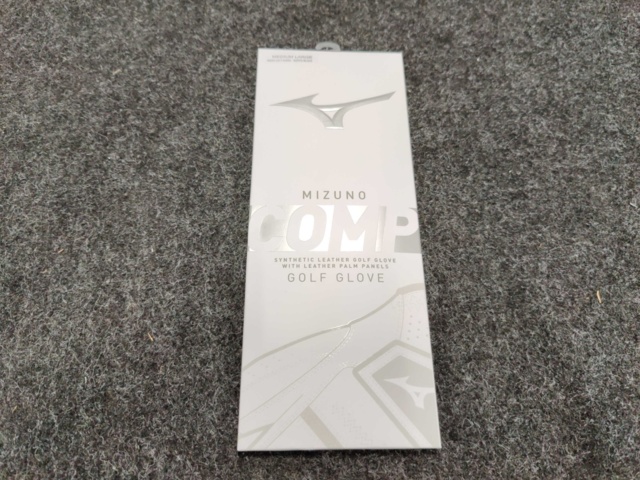 MIZUNO
COMP
SYNTHETIC LEATHER GOLF GLOVE
WITH LEATHER PALM PANELS
GOLF GLOVE